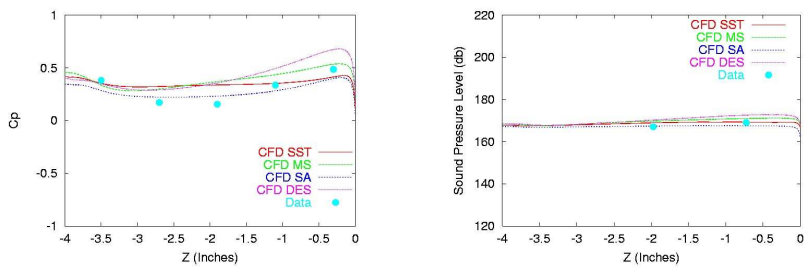 1
0.5
0
0.5
-1
Cp
CFD SST
CFD MS
CFD SA
CFD DES
Data
-4 -3.5 -3 -2.5 -2 -1.5 -1 -0.5 0
Z (Inches)
220
200
180
160
140
120
Sound Pressure Level (db)
CFD SST
CFD MS
CFD SA
CFD DES
Data
-4 -3.5 -3 -2.5 -2 -1.5 -1 -0.5 0
Z (Inches)